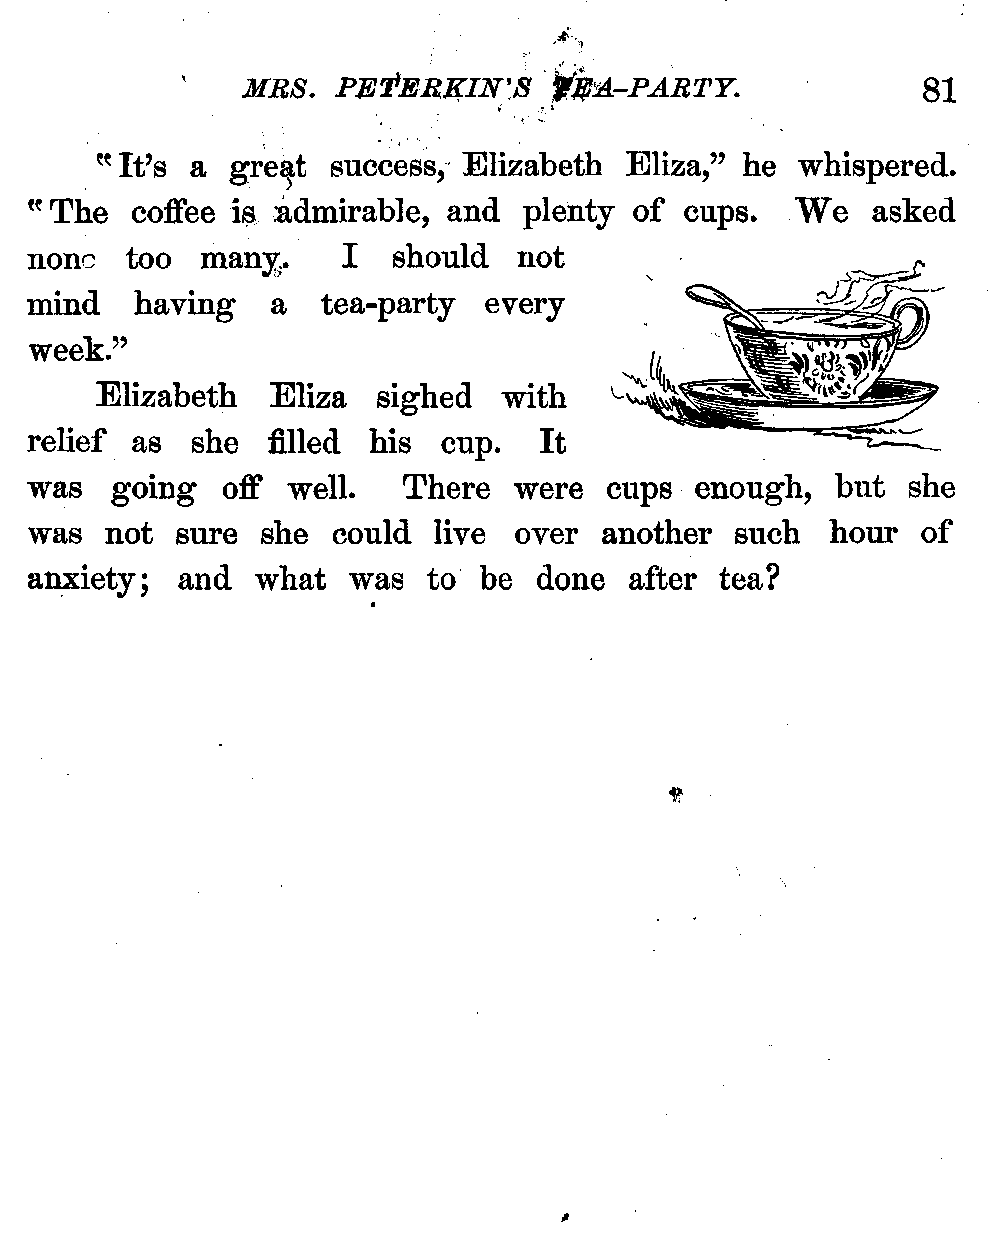 MRS. PETERKIN'S TEA-PARTY. 81
"It's a great success, Elizabeth Eliza," he whispered.
"The coffee is admirable, and plenty of cups. We asked
none too many. I should not
mind having a tea-party every
week."
Elizabeth Eliza sighed with
relief as she filled his cup. It
was going off well. There were cups enough, but she
was not sure she could live over another such hour of
anxiety; and what was to be done after tea?